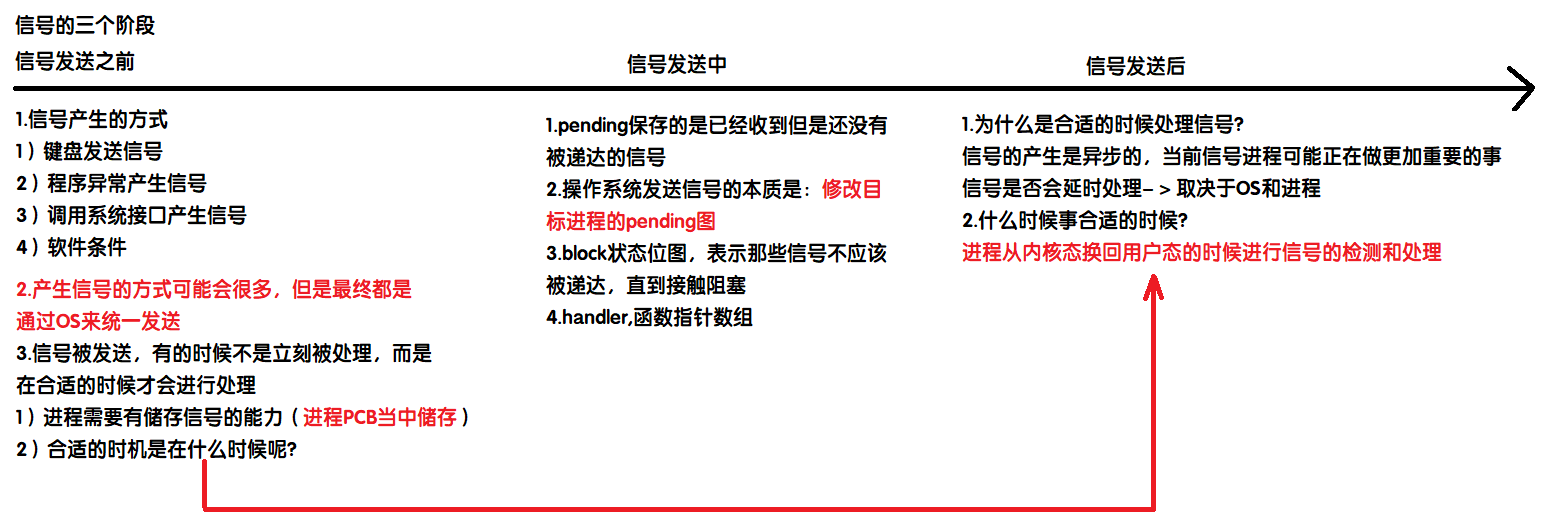 信号的三个阶段
信号发送之前
1.信号产生的方式
1）键盘发送信号
2）程序异常产生信号
3）调用系统接口产生信号
4）软件条件
2.产生信号的方式可能会很多，但是最终都是
通过OS来统一发送
3.信号被发送，有的时候不是立刻被处理，而是
在合适的时候才会进行处理
1）进程需要有储存信号的能力（进程PCB当中储存）
2）合适的时机是在什么时候呢?
信号发送中
1.pending保存的是已经收到但是还没有
被递达的信号
2.操作系统发送信号的本质是：修改目
标进程的pending图
3.block状态位图，表示那些信号不应该
被递达，直到接触阻塞
4.handler,函数指针数组
信号发送后
1.为什么是合适的时候处理信号?
信号的产生是异步的，当前信号进程可能正在做更加重要的事
信号是否会延时处理-＞取决于OS和进程
2.什么时候事合适的时候?
进程从内核态换回用户态的时候进行信号的检测和处理